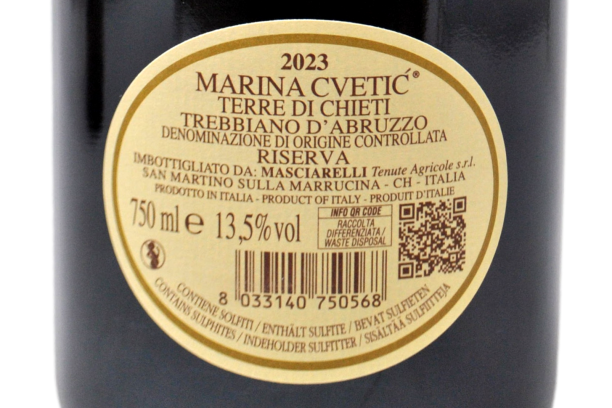 2023
MARINA CVETIĆ®
TERRE DI CHIETI
TREBBIANO D'ABRUZZO
DENOMINAZIONE DI ORIGINE CONTROLLATA
RISERVA
IMBOTTIGLIATO DA: MASCIARELLI Tenute Agricole s.r.l.
SAN MARTINO SULLA MARRUCINA - CH - ITALIA
PRODOTTO IN ITALIA - PRODUCT OF ITALY - PRODUIT D'ITALIE
750 ml e 13,5% vol
INFO QR CODE
RACCOLTA
DIFFERENZIATA/
WASTE DISPOSAL
8 033140 750568
CONTIENE SOLFITI / ENTHÄLT SULFITE / BEVAT SULFIETEN
CONTAINS SULPHITES / INDEHOLDER SULFITTER / SISÄLTÄÄ SULFIITTEJA